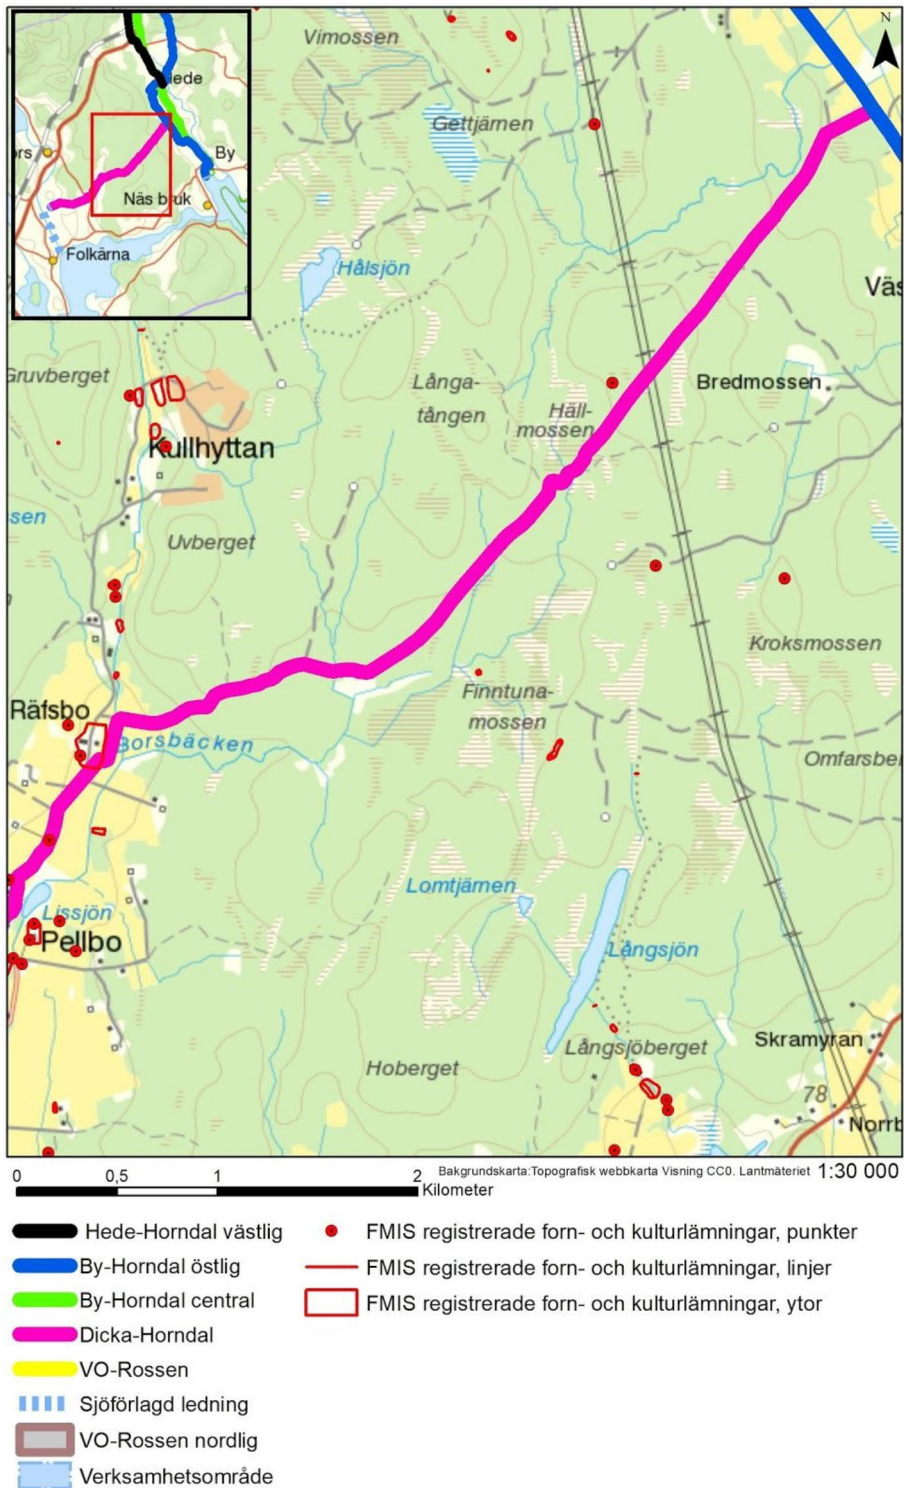 N
Vimossen
Gettjärnen
Hede
By
Näs bruk
Folkärna
Hålsjön
Väs
Gruvberget
Långa-
tången
Bredmossen
Häll-
mossen
Kullhyttan
ssen
Uvberget
Kroksmossen
Finntuna-
mossen
Räfsbo
Borsbäcken
Omfarsber
Lomtjärnen
Lissjön
Pellbo
Långsjön
Skramyran
Långsjöberget
Hoberget
78
Norrb
0 0,5 1 2
Kilometer
Bakgrundskarta:Topografisk webbkarta Visning CC0. Lantmäteriet 1:30 000
Hede-Horndal västlig
By-Horndal östlig
By-Horndal central
Dicka-Horndal
VO-Rossen
Sjöförlagd ledning
VO-Rossen nordlig
Verksamhetsområde
FMIS registrerade forn- och kulturlämningar, punkter
FMIS registrerade forn- och kulturlämningar, linjer
FMIS registrerade forn- och kulturlämningar, ytor